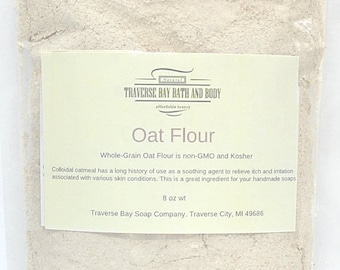 Natural
TRAVERSE BAY BATH AND BODY
affordable luxury
Oat Flour
Whole-Grain Oat Flour is non-GMO and Kosher
Colloidal oatmeal has a long history of use as a soothing agent to relieve itch and irritation
associated with various skin conditions. This is a great ingredient for your handmade soaps
8 oz wt
Traverse Bay Soap Company. Traverse City, MI 49686